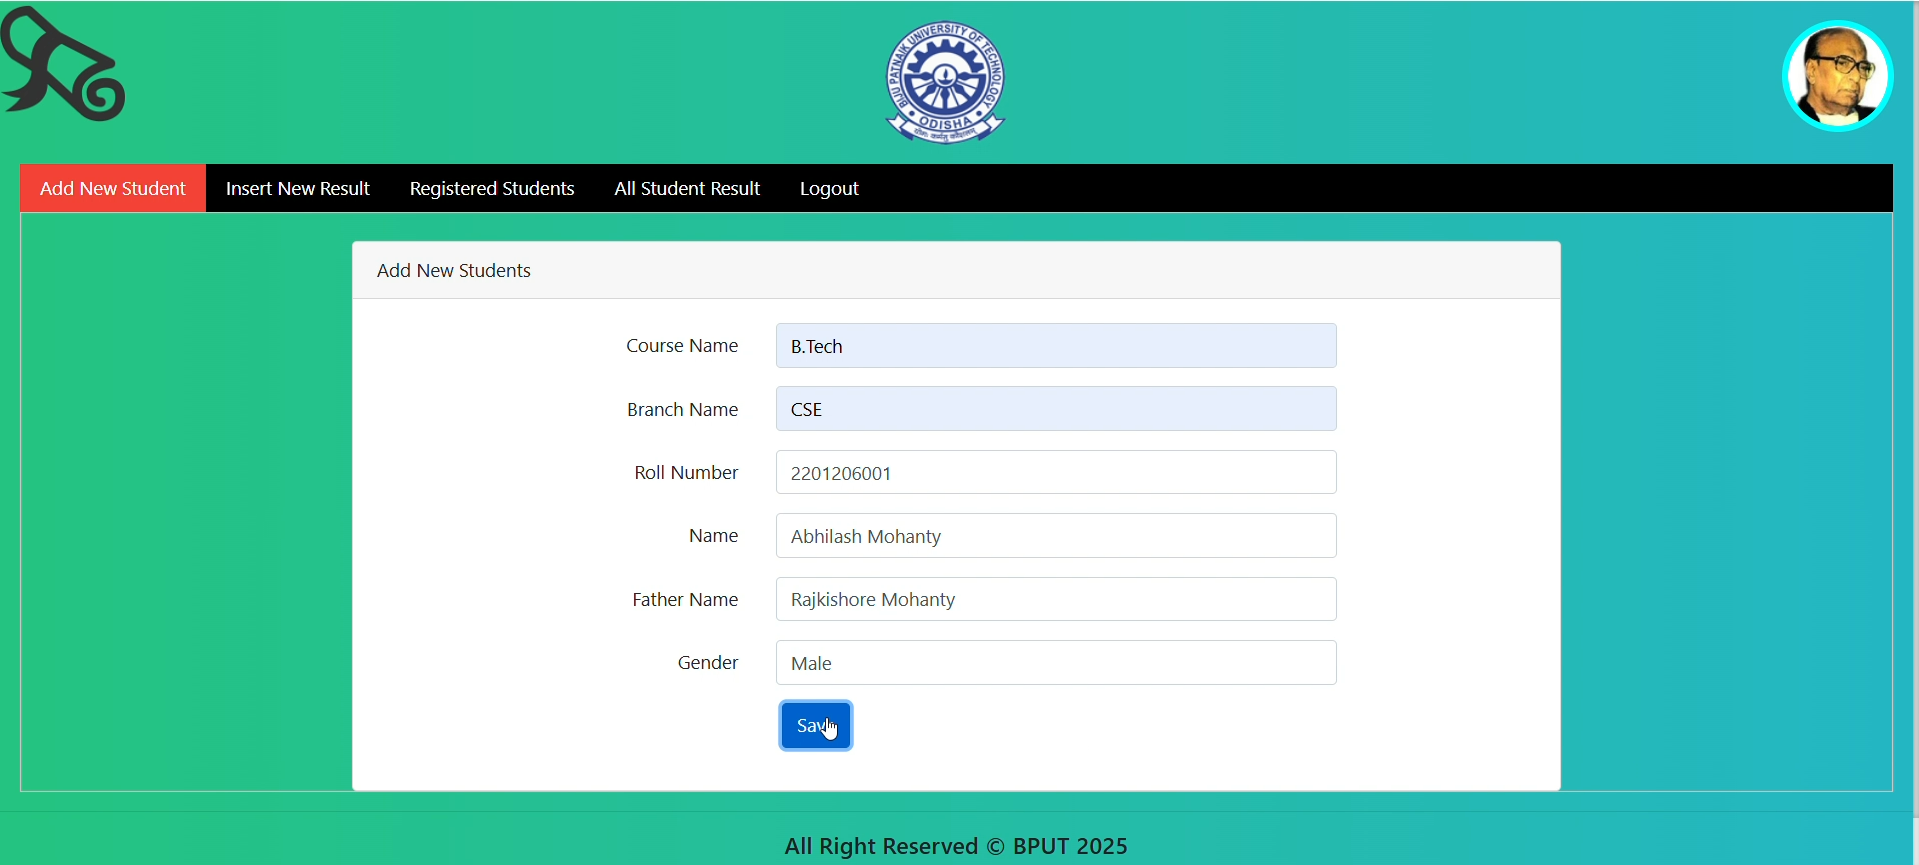 BIJU PATNAIK UNIVERSITY OF TECHNOLOGY
ODISHA
Add New Student
Insert New Result
Registered Students
All Student Result
Logout
Add New Students
Course Name B.Tech
Branch Name CSE
Roll Number 2201206001
Name Abhilash Mohanty
Father Name Rajkishore Mohanty
Gender Male
All Right Reserved © BPUT 2025